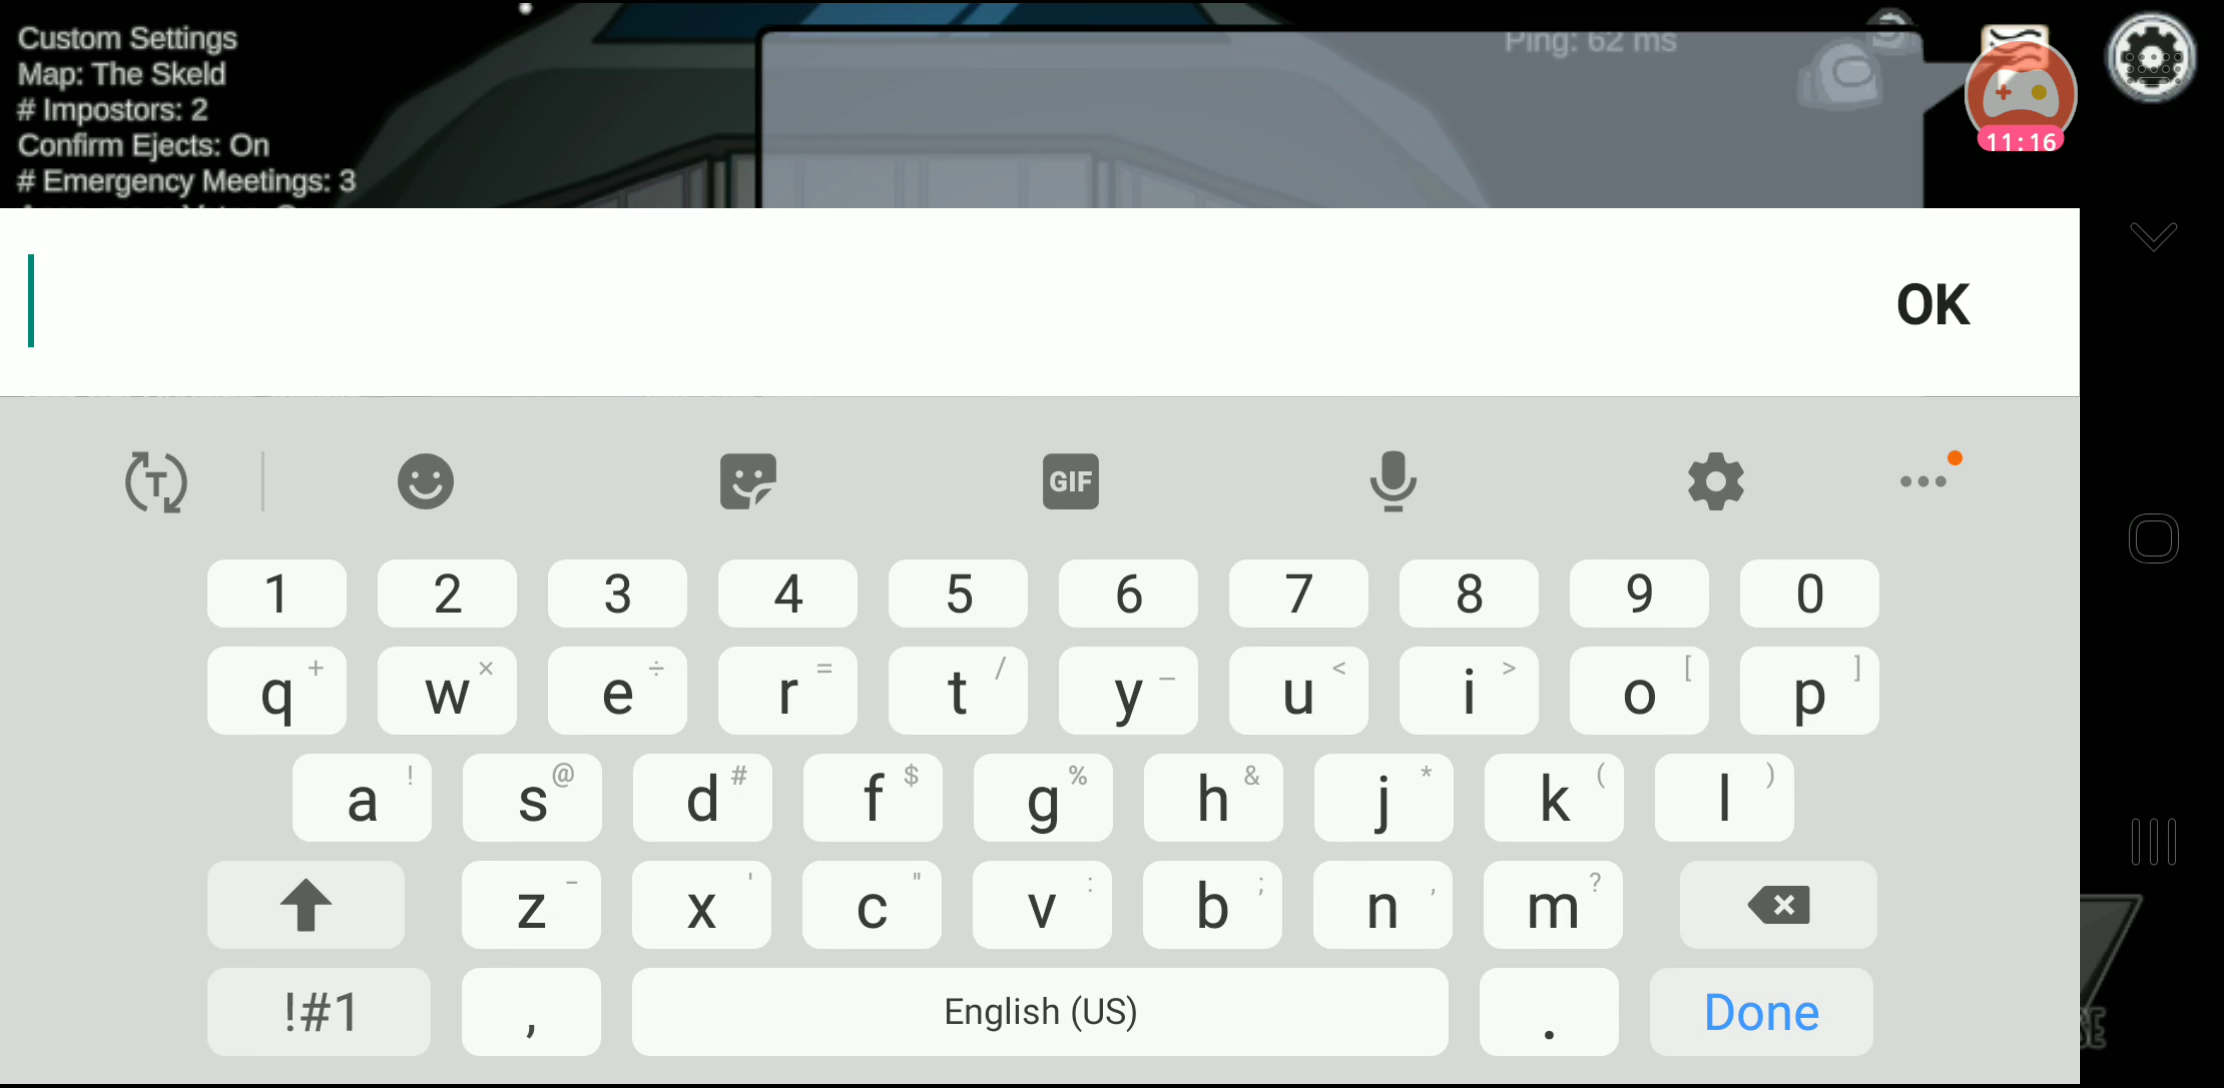 Custom Settings
Map: The Skeld
# Impostors: 2
Confirm Ejects: On
# Emergency Meetings: 3
Ping: 62 ms
11:16
OK
T
GIF
1 2 3 4 5 6 7 8 9 0
q + w × e ÷ r = t / y _ u < i > o [ p ]
a ! s @ d # f $ g % h & j * k ( l )
z - x ' c " v : b ; n , m ?
!#1 , English (US) . Done